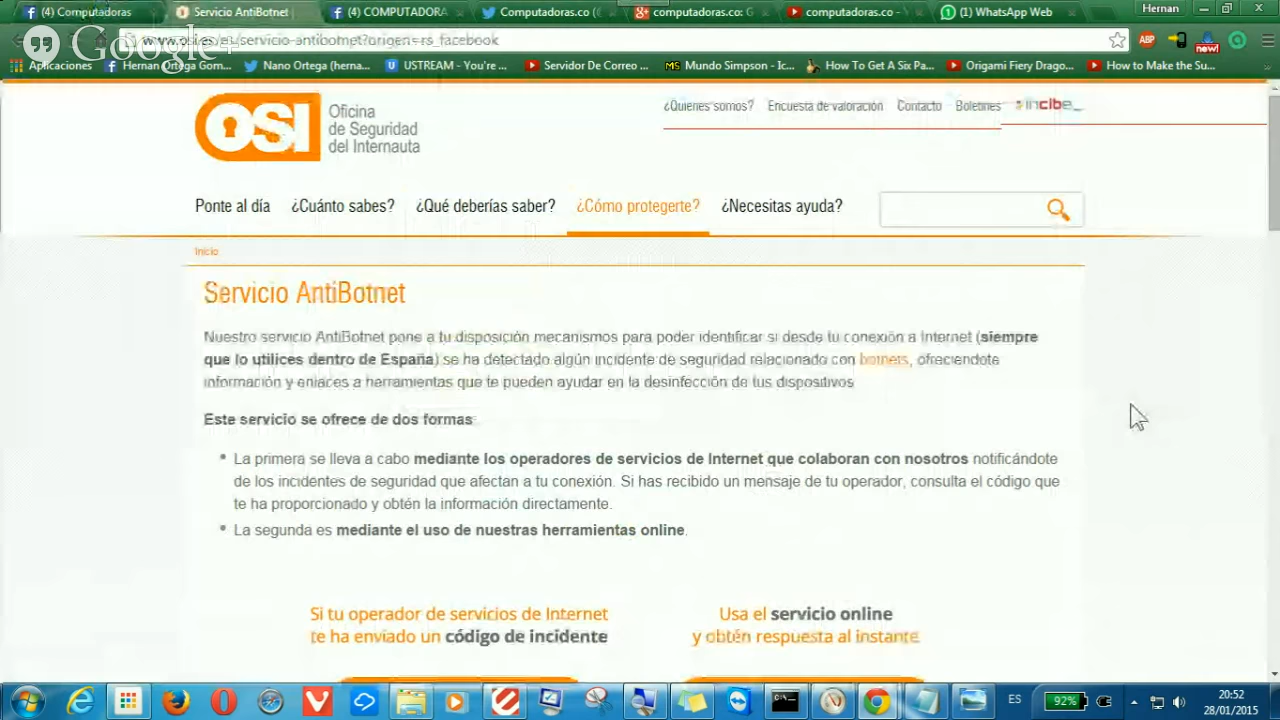 (4) Computadoras
Servicio AntiBotnet
(4) COMPUTADORA
Computadoras.co (
computadoras.co: G
computadoras.co -
(1) WhatsApp Web
Hernan
www.osi.es/es/servicio-antibotnet?origen=rs_facebook
Google+
ABP
new!
Aplicaciones
Hernan Ortega Gom...
Nano Ortega (herna...
USTREAM - You're ...
Servidor De Correo ...
MS Mundo Simpson - Ic...
How To Get A Six Pa...
Origami Fiery Drago...
How to Make the Su...
OSI
Oficina
de Seguridad
del Internauta
¿Quienes somos?
Encuesta de valoración
Contacto
Boletines
incibe_
Ponte al día
¿Cuánto sabes?
¿Qué deberías saber?
¿Cómo protegerte?
¿Necesitas ayuda?
Inicio
Servicio AntiBotnet
Nuestro servicio AntiBotnet pone a tu disposición mecanismos para poder identificar si desde tu conexión a Internet (siempre
que lo utilices dentro de España) se ha detectado algún incidente de seguridad relacionado con botnets, ofreciéndote
información y enlaces a herramientas que te pueden ayudar en la desinfección de tus dispositivos
Este servicio se ofrece de dos formas
• La primera se lleva a cabo mediante los operadores de servicios de Internet que colaboran con nosotros notificándote
de los incidentes de seguridad que afectan a tu conexión. Si has recibido un mensaje de tu operador, consulta el código que
te ha proporcionado y obtén la información directamente.
• La segunda es mediante el uso de nuestras herramientas online.
Si tu operador de servicios de Internet
te ha enviado un código de incidente
Usa el servicio online
y obtén respuesta al instante
ES
92%
20:52
28/01/2015